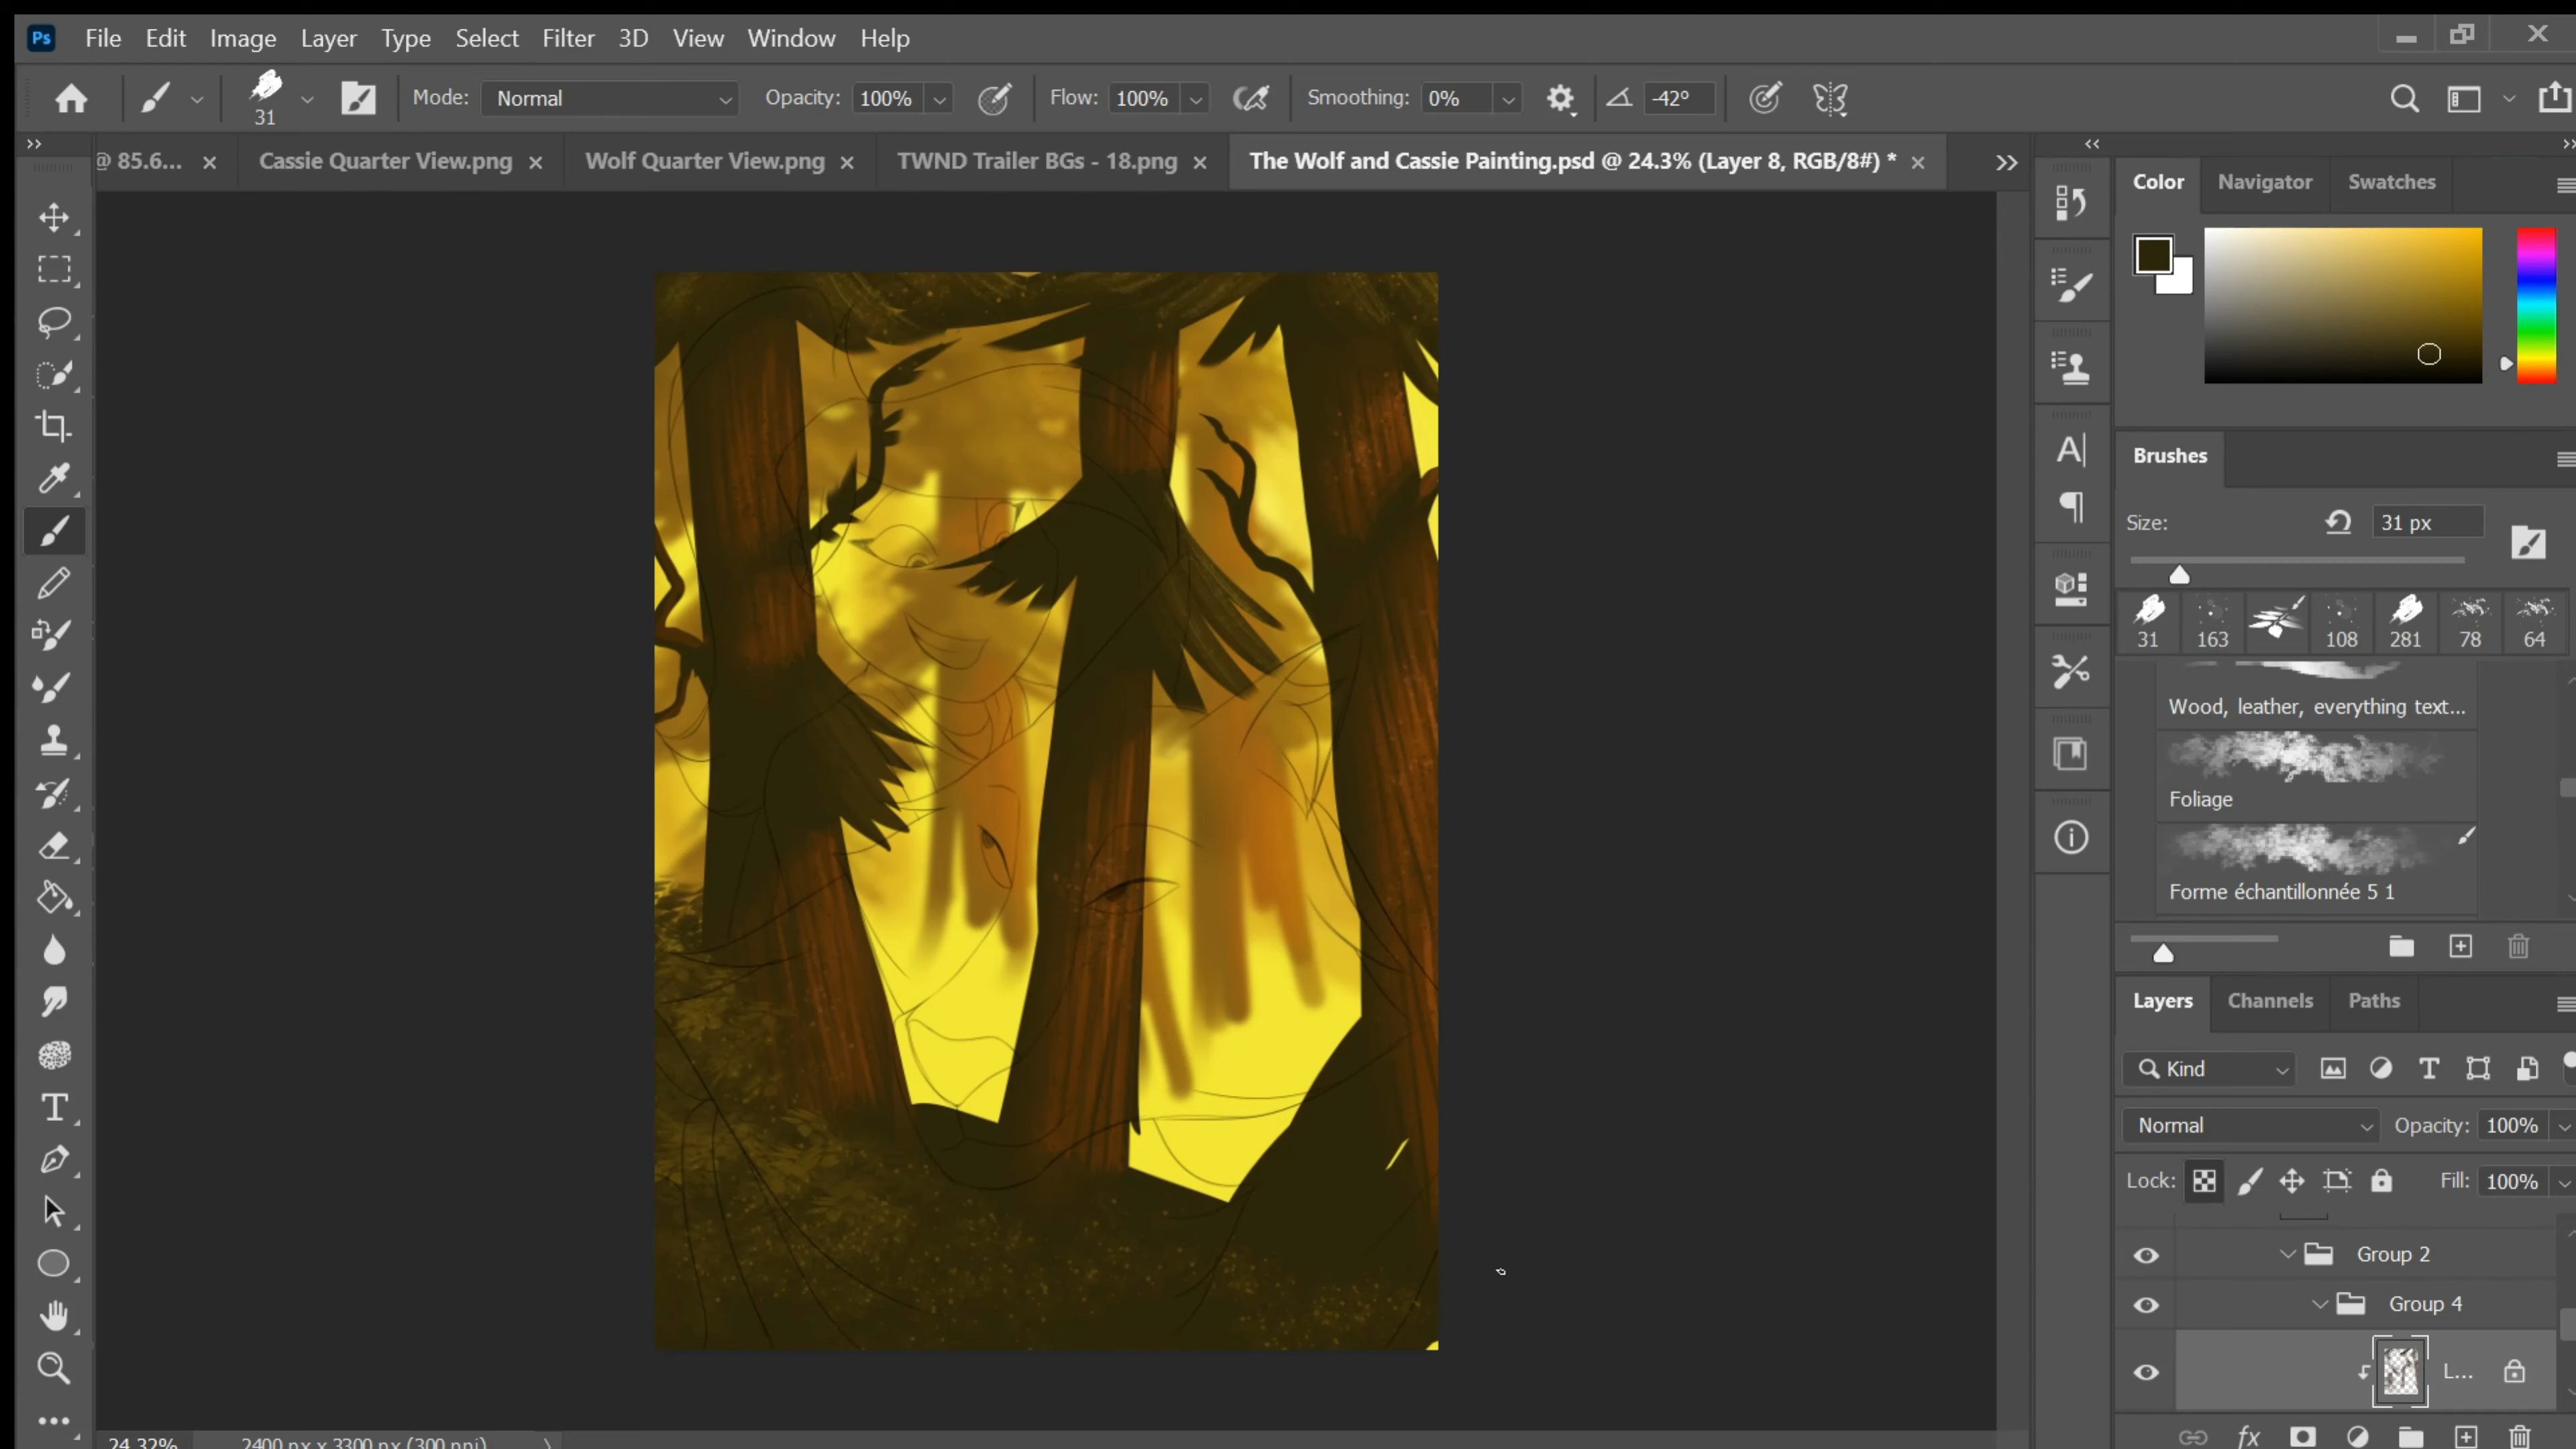 Ps File Edit Image Layer Type Select Filter 3D View Window Help
31 Mode: Normal Opacity: 100% Flow: 100% Smoothing: 0% -42°
@ 85.6... Cassie Quarter View.png Wolf Quarter View.png TWND Trailer BGs - 18.png The Wolf and Cassie Painting.psd @ 24.3% (Layer 8, RGB/8#) *
Color Navigator Swatches
Brushes
Size: 31 px
31 163 108 281 78 64
Wood, leather, everything text...
Foliage
Forme échantillonnée 5 1
Layers Channels Paths
Kind
Normal Opacity: 100%
Lock: Fill: 100%
Group 2
Group 4
L...
fx
24.32% 2400 px x 3300 px (300 ppi)